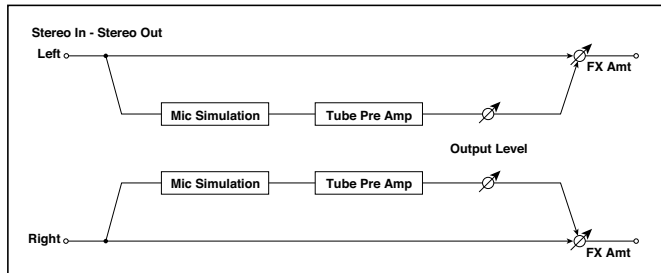 Stereo In - Stereo Out
Left
FX Amt
Mic Simulation
Tube Pre Amp
Output Level
Mic Simulation
Tube Pre Amp
Right
FX Amt